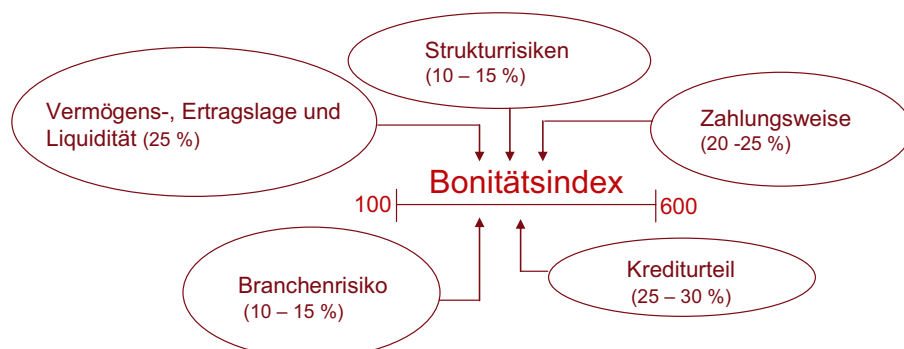 Strukturrisiken
(10 – 15 %)
Vermögens-, Ertragslage und
Liquidität (25 %)
Zahlungsweise
(20 -25 %)
Bonitätsindex
100
600
Branchenrisiko
(10 – 15 %)
Krediturteil
(25 – 30 %)